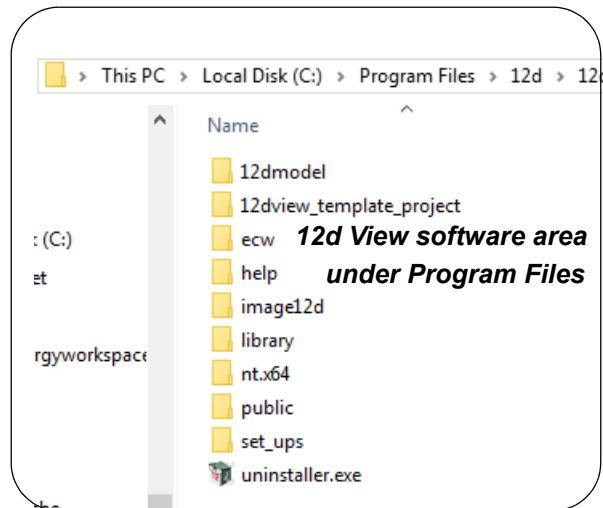 This PC > Local Disk (C:) > Program Files > 12d > 12
Name
12dmodel
12dview_template_project
: (C:) ecw 12d View software area
et help under Program Files
image12d
library
rgyworkspace
nt.x64
public
set_ups
uninstaller.exe